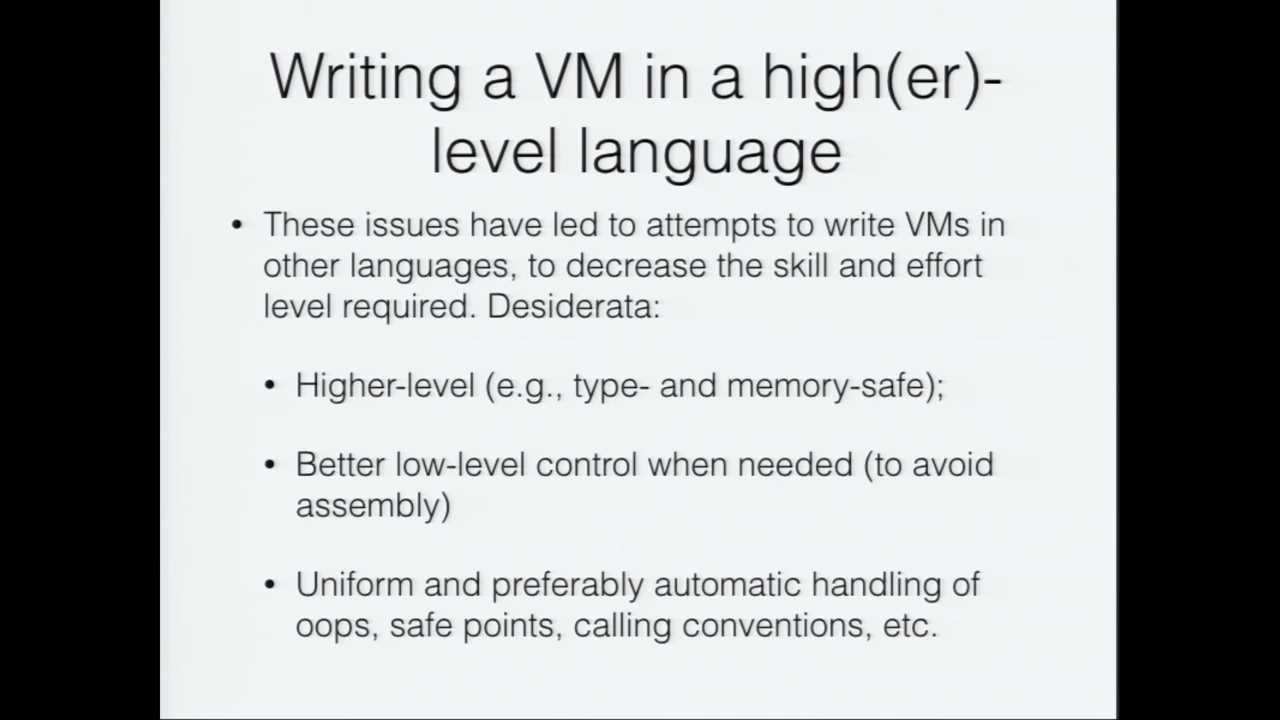 Writing a VM in a high(er)-
level language
• These issues have led to attempts to write VMs in
other languages, to decrease the skill and effort
level required. Desiderata:
• Higher-level (e.g., type- and memory-safe);
• Better low-level control when needed (to avoid
assembly)
• Uniform and preferably automatic handling of
oops, safe points, calling conventions, etc.